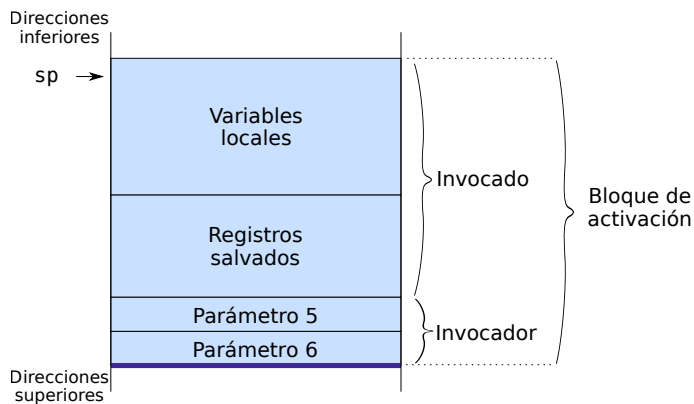 Direcciones
inferiores
sp
Variables
locales
Invocado
Bloque de
activación
Registros
salvados
Parámetro 5
Invocador
Parámetro 6
Direcciones
superiores